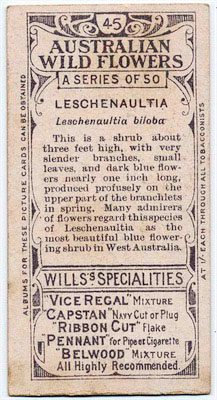 45
AUSTRALIAN
WILD FLOWERS
A SERIES OF 50
LESCHENAULTIA
Leschenaultia biloba
This is a shrub about
three feet high, with very
slender branches, small
leaves, and dark blue flow-
ers nearly one inch long,
produced profusely on the
upper part of the branchlets
in spring. Many admirers
of flowers regard this species
of Leschenaultia as the
most beautiful blue flower-
ing shrub in West Australia.
WILLS'S SPECIALITIES
"VICE REGAL" MIXTURE
"CAPSTAN" NAVY CUT OR PLUG
"RIBBON CUT" Flake
"PENNANT" for Pipe or Cigarette
"BELWOOD" MIXTURE
All Highly Recommended.
ALBUMS FOR THESE PICTURE CARDS CAN BE OBTAINED
AT 1/- EACH THROUGH ALL TOBACCONISTS